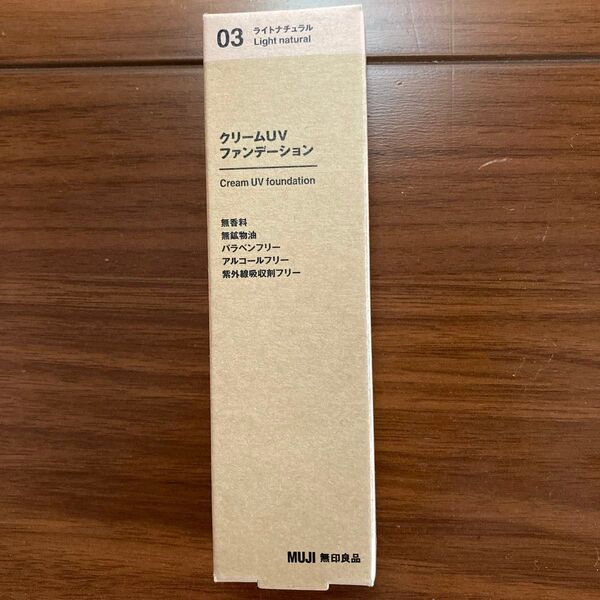 03 ライトナチュラル
Light natural
クリームUV
ファンデーション
Cream UV foundation
無香料
無鉱物油
パラベンフリー
アルコールフリー
紫外線吸収剤フリー
MUJI 無印良品